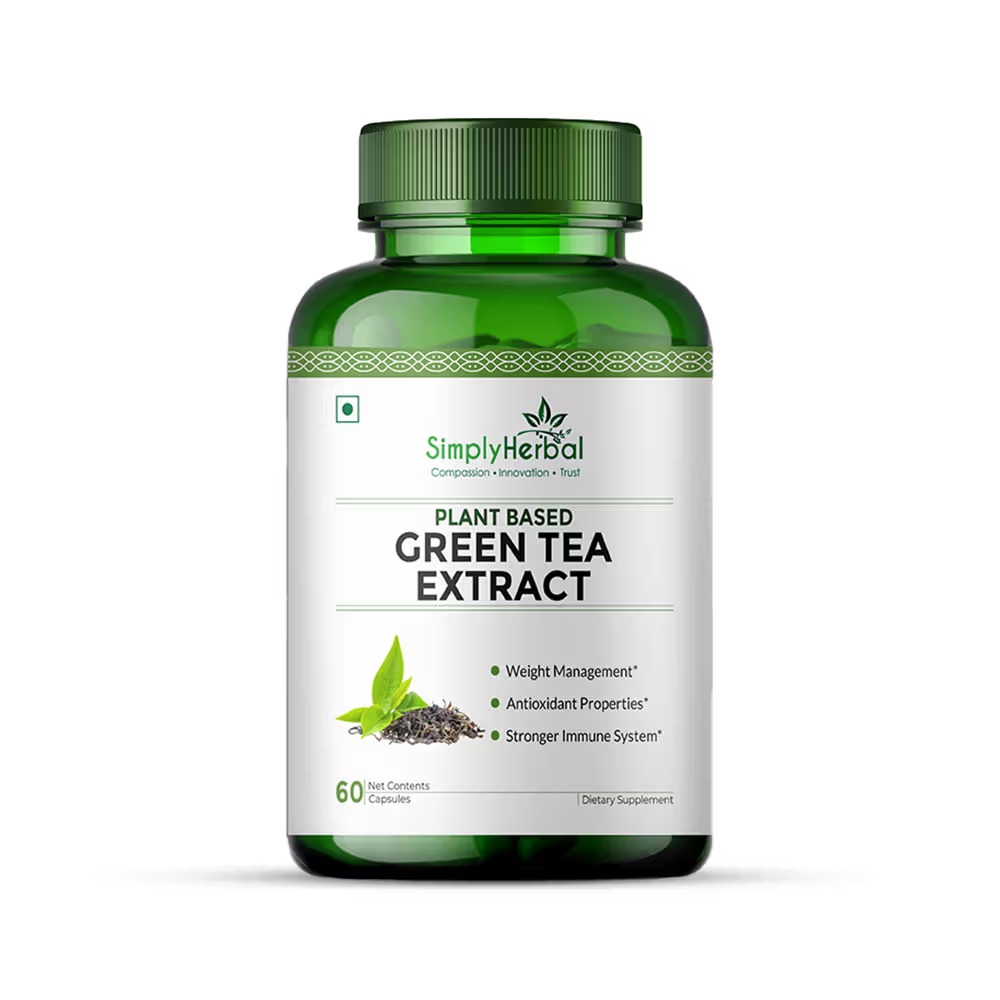 SimplyHerbal
Compassion • Innovation • Trust
PLANT BASED
GREEN TEA
EXTRACT
• Weight Management*
• Antioxidant Properties*
• Stronger Immune System*
60 Net Contents
Capsules
Dietary Supplement